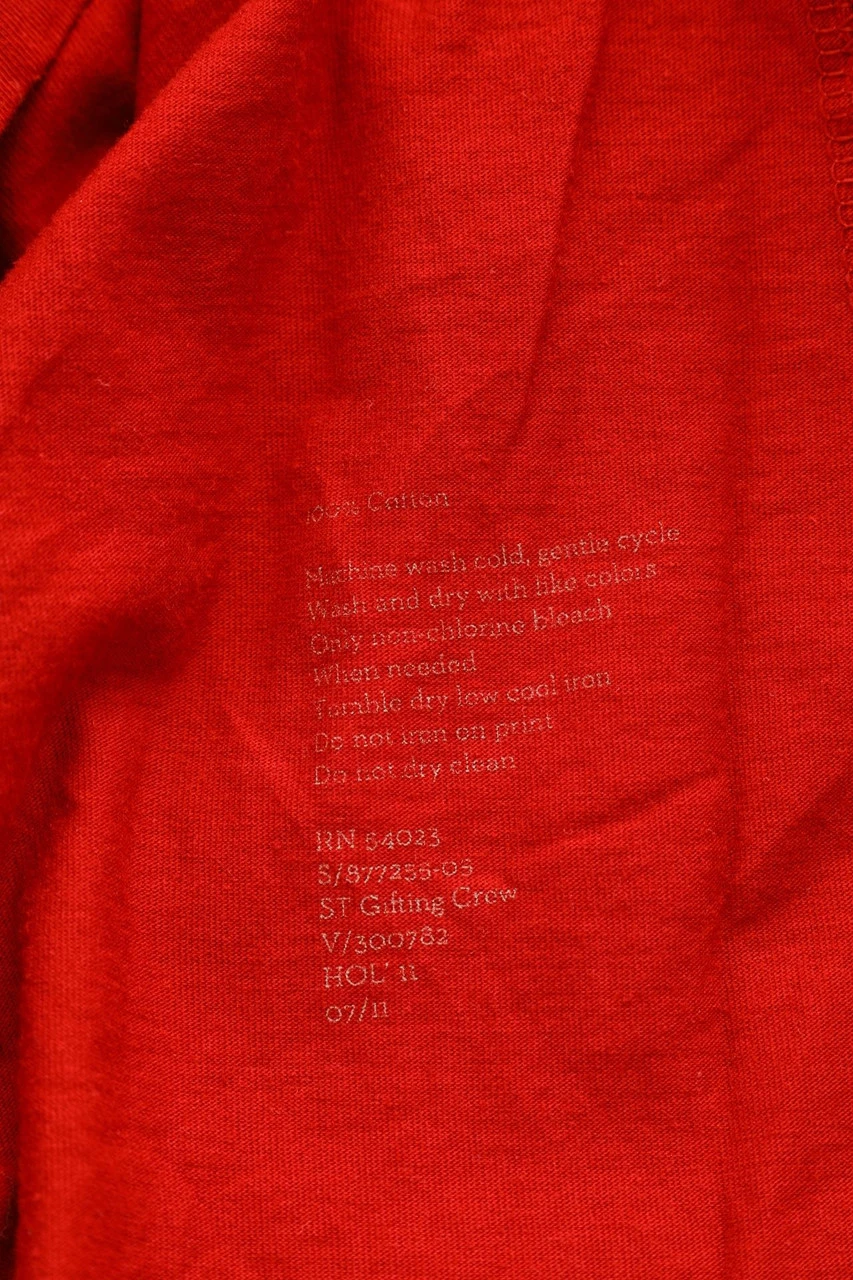 100% Cotton
Machine wash cold, gentle cycle
Wash and dry with like colors
Only non-chlorine bleach
When needed
Tumble dry low cool iron
Do not iron on print
Do not dry clean
RN 54023
S/877255-05
ST Gifting Crew
V/300782
HOL' 11
07/11